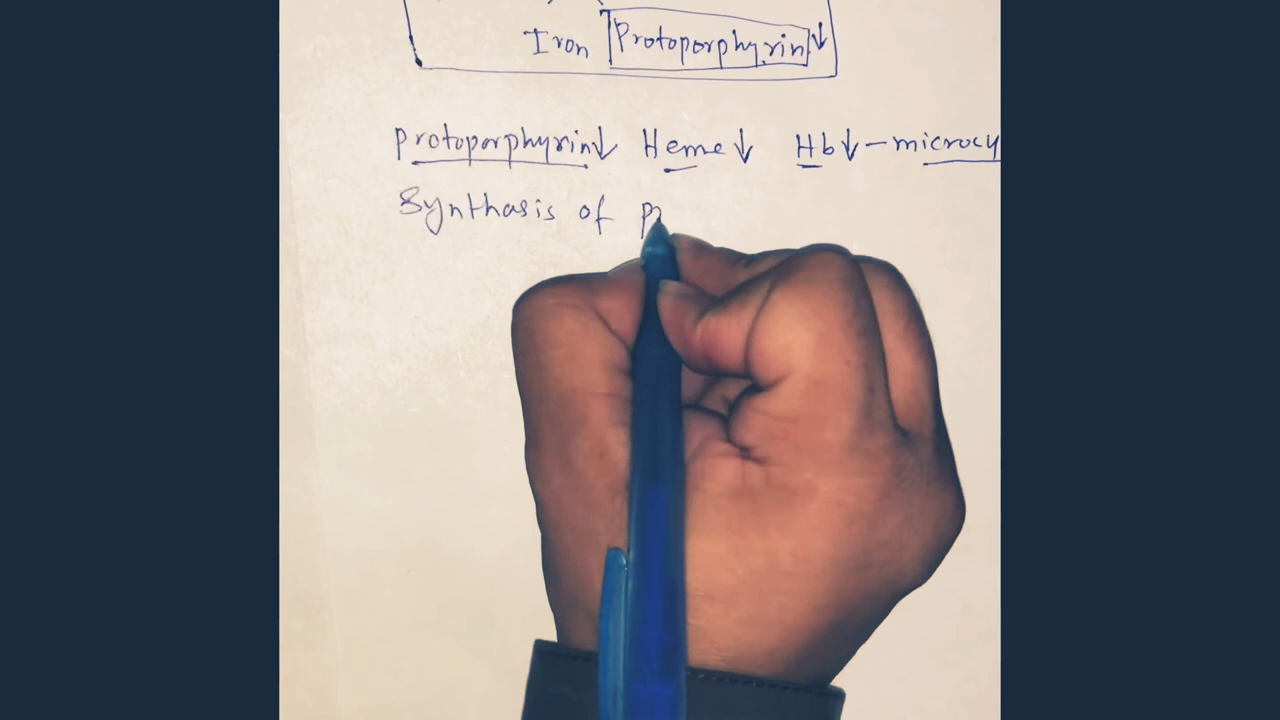 Iron Protoporphyrin↓
Protoporphyrin↓ Heme↓ Hb↓ - microcy
Synthasis of